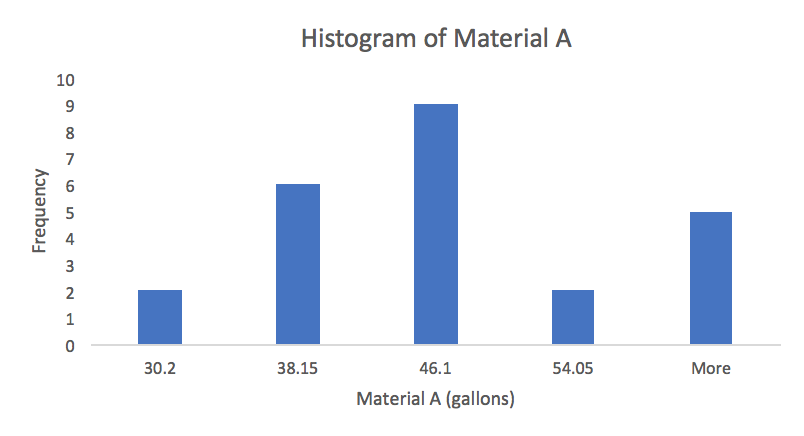 Histogram of Material A
10
9
8
7
6
5
4
3
2
1
0
Frequency
30.2 38.15 46.1 54.05 More
Material A (gallons)